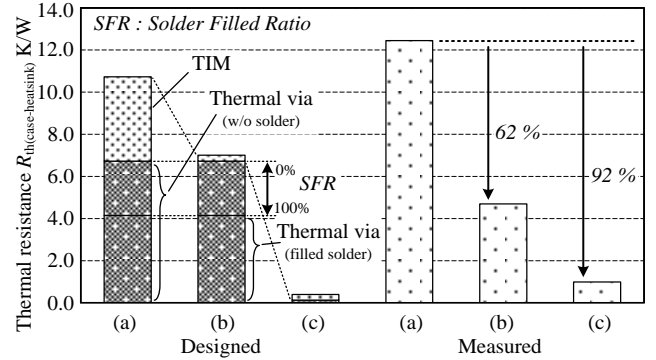 SFR : Solder Filled Ratio
Thermal resistance Rth(case-heatsink) K/W
14.0
12.0
10.0
8.0
6.0
4.0
2.0
0.0
TIM
Thermal via
(w/o solder)
0%
SFR
100%
Thermal via
(filled solder)
62 %
92 %
(a) (b) (c) (a) (b) (c)
Designed Measured